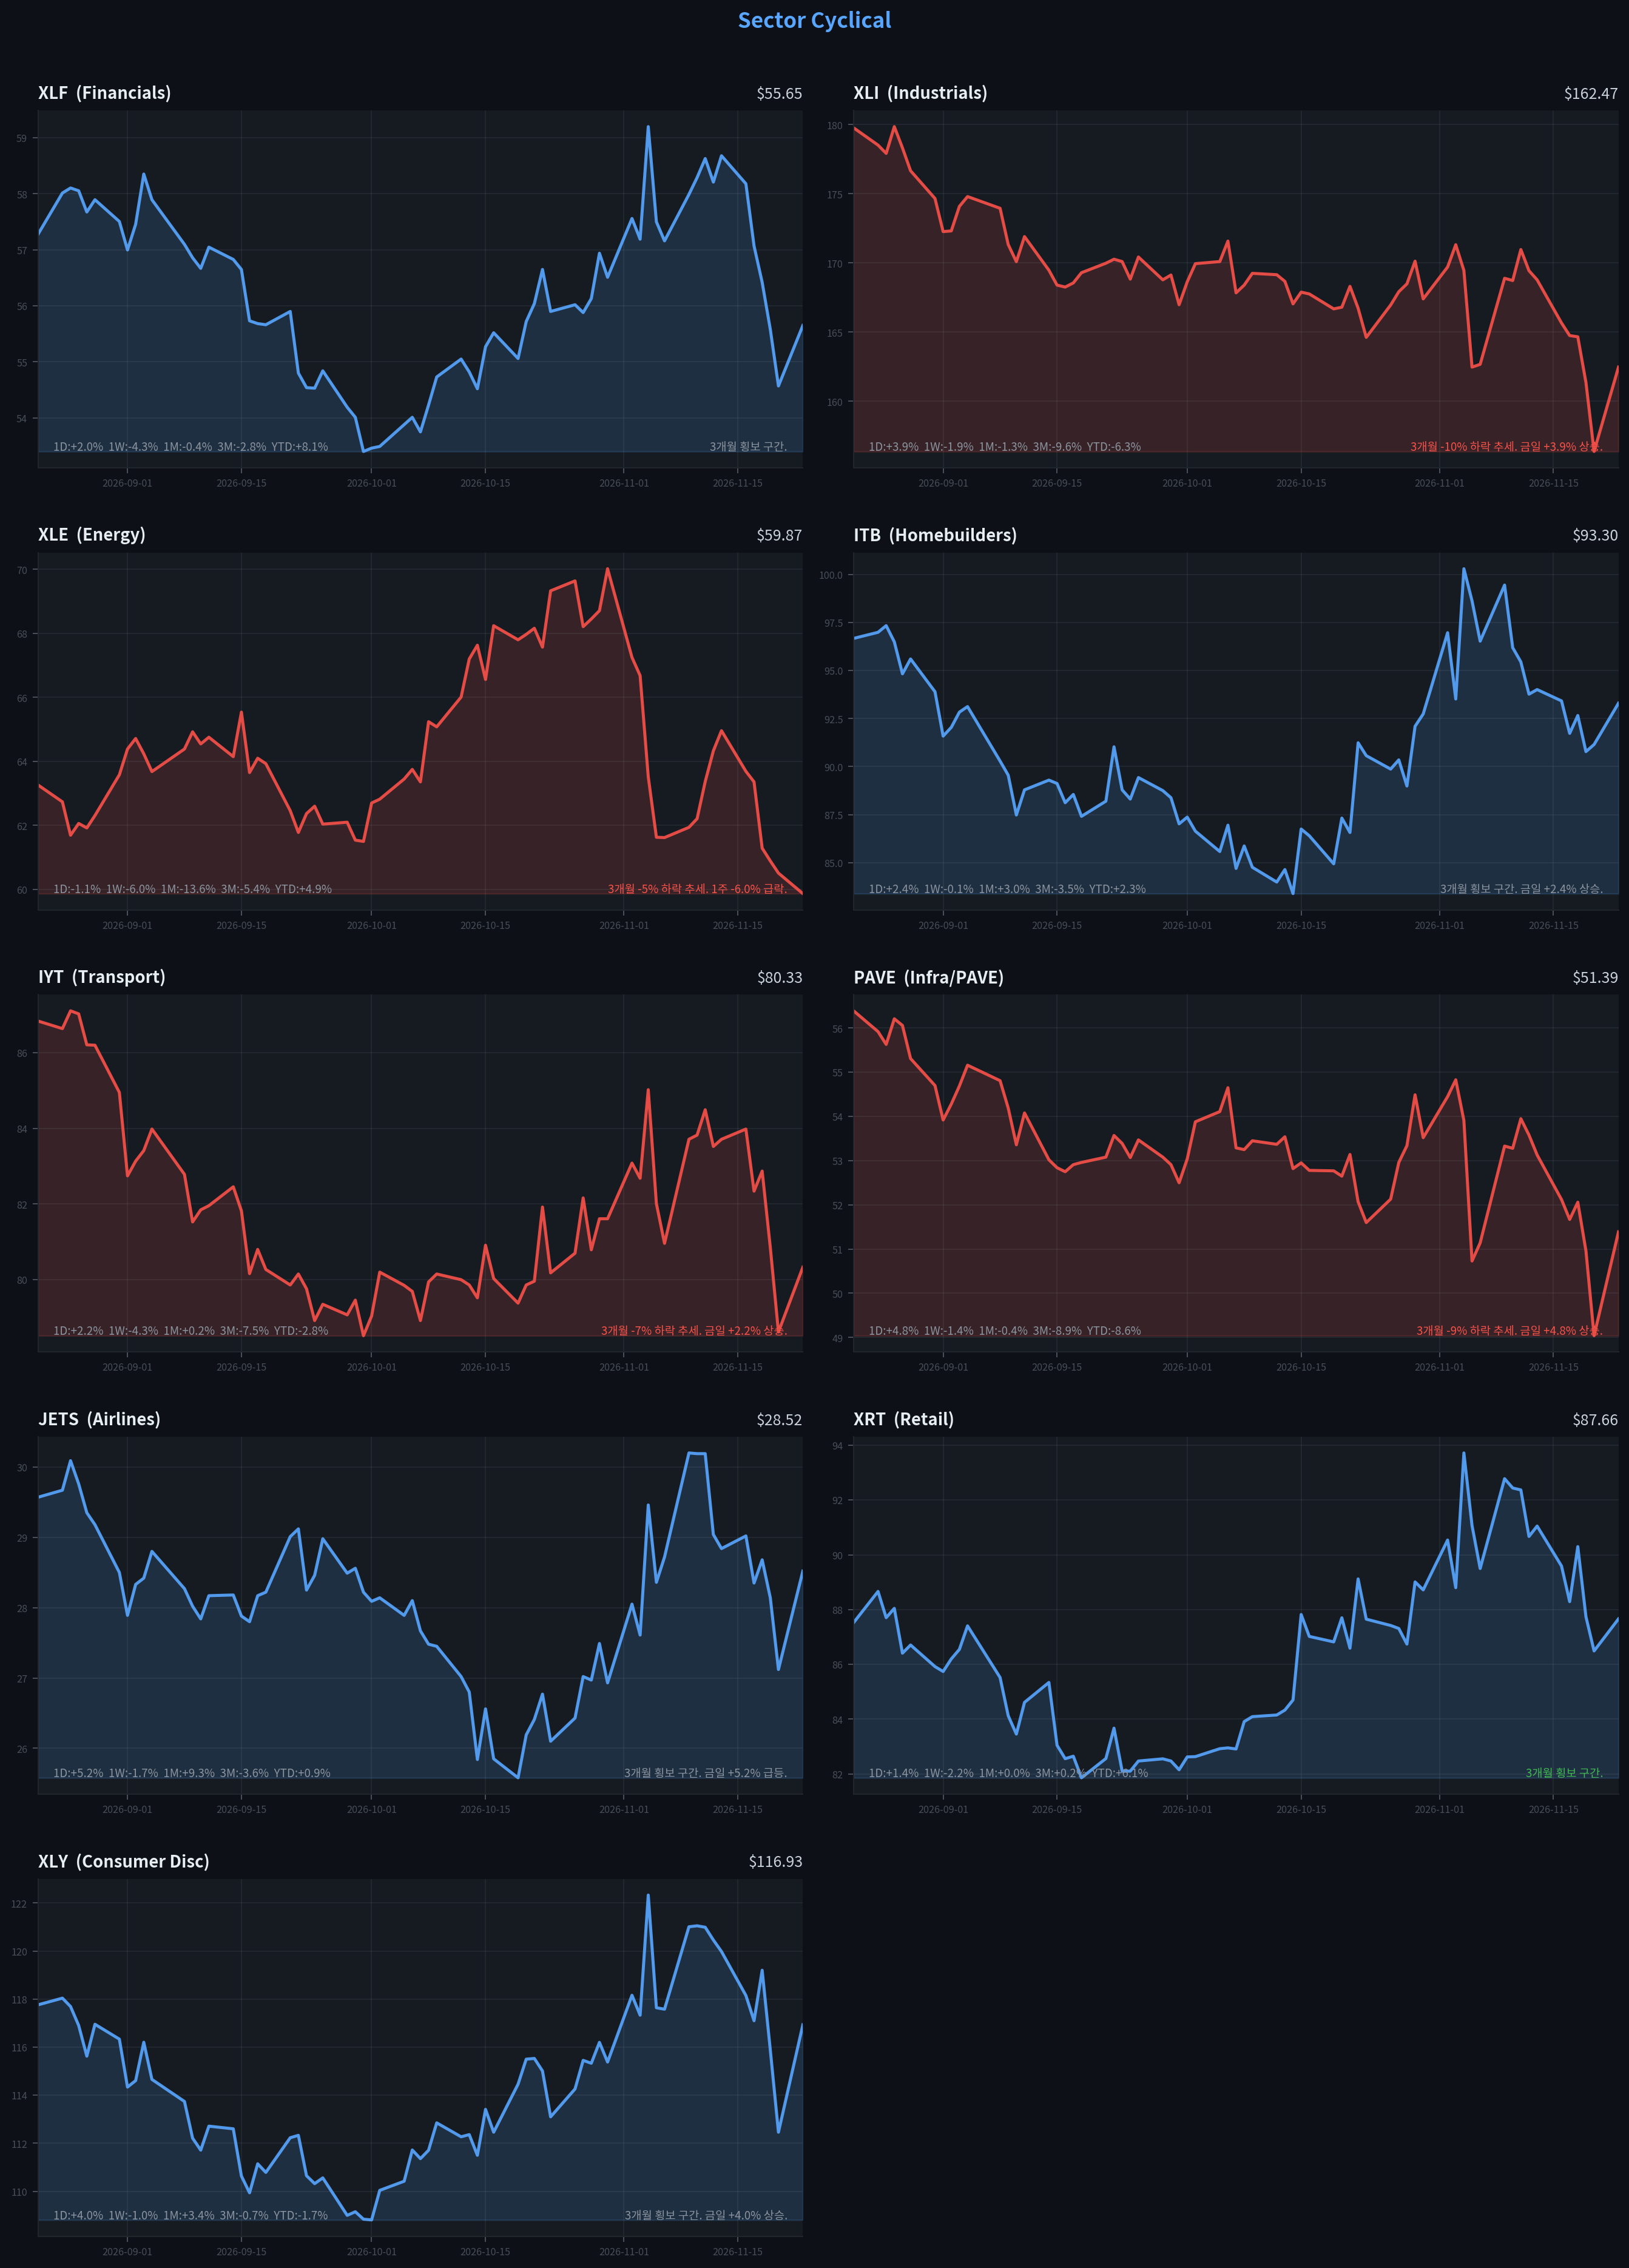 Sector Cyclical
XLF (Financials) $55.65
59
58
57
56
55
54
1D:+2.0% 1W:-4.3% 1M:-0.4% 3M:-2.8% YTD:+8.1% 3개월 횡보 구간.
2026-09-01 2026-09-15 2026-10-01 2026-10-15 2026-11-01 2026-11-15
XLI (Industrials) $162.47
180
175
170
165
160
1D:+3.9% 1W:-1.9% 1M:-1.3% 3M:-9.6% YTD:-6.3% 3개월 -10% 하락 추세. 금일 +3.9% 상승.
2026-09-01 2026-09-15 2026-10-01 2026-10-15 2026-11-01 2026-11-15
XLE (Energy) $59.87
70
68
66
64
62
60
1D:-1.1% 1W:-6.0% 1M:-13.6% 3M:-5.4% YTD:+4.9% 3개월 -5% 하락 추세. 1주 -6.0% 급락.
2026-09-01 2026-09-15 2026-10-01 2026-10-15 2026-11-01 2026-11-15
ITB (Homebuilders) $93.30
100.0
97.5
95.0
92.5
90.0
87.5
85.0
1D:+2.4% 1W:-0.1% 1M:+3.0% 3M:-3.5% YTD:+2.3% 3개월 횡보 구간. 금일 +2.4% 상승.
2026-09-01 2026-09-15 2026-10-01 2026-10-15 2026-11-01 2026-11-15
IYT (Transport) $80.33
86
84
82
80
1D:+2.2% 1W:-4.3% 1M:+0.2% 3M:-7.5% YTD:-2.8% 3개월 -7% 하락 추세. 금일 +2.2% 상승.
2026-09-01 2026-09-15 2026-10-01 2026-10-15 2026-11-01 2026-11-15
PAVE (Infra/PAVE) $51.39
56
55
54
53
52
51
50
49
1D:+4.8% 1W:-1.4% 1M:-0.4% 3M:-8.9% YTD:-8.6% 3개월 -9% 하락 추세. 금일 +4.8% 상승.
2026-09-01 2026-09-15 2026-10-01 2026-10-15 2026-11-01 2026-11-15
JETS (Airlines) $28.52
30
29
28
27
26
1D:+5.2% 1W:-1.7% 1M:+9.3% 3M:-3.6% YTD:+0.9% 3개월 횡보 구간. 금일 +5.2% 급등.
2026-09-01 2026-09-15 2026-10-01 2026-10-15 2026-11-01 2026-11-15
XRT (Retail) $87.66
94
92
90
88
86
84
82
1D:+1.4% 1W:-2.2% 1M:+0.0% 3M:+0.2% YTD:+0.1% 3개월 횡보 구간.
2026-09-01 2026-09-15 2026-10-01 2026-10-15 2026-11-01 2026-11-15
XLY (Consumer Disc) $116.93
122
120
118
116
114
112
110
1D:+4.0% 1W:-1.0% 1M:+3.4% 3M:-0.7% YTD:-1.7% 3개월 횡보 구간. 금일 +4.0% 상승.
2026-09-01 2026-09-15 2026-10-01 2026-10-15 2026-11-01 2026-11-15